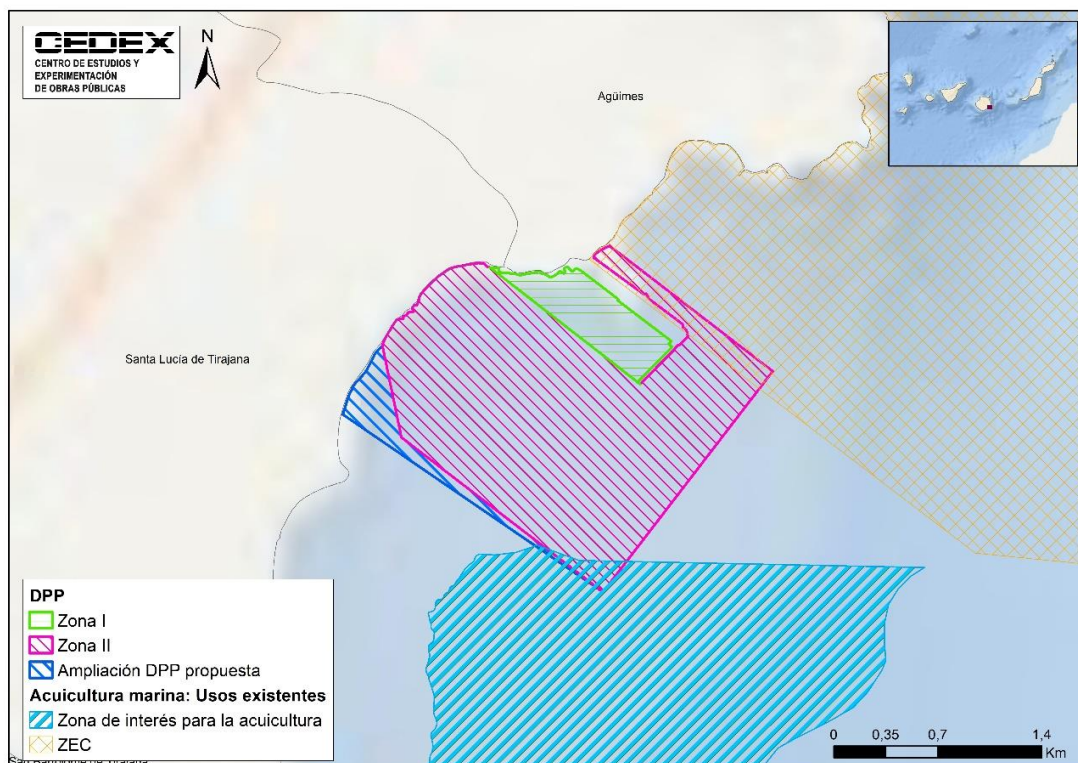 CEDEX
CENTRO DE ESTUDIOS Y
EXPERIMENTACIÓN
DE OBRAS PÚBLICAS
N
Agüimes
Santa Lucía de Tirajana
DPP
Zona I
Zona II
Ampliación DPP propuesta
Acuicultura marina: Usos existentes
Zona de interés para la acuicultura
ZEC
0 0,35 0,7 1,4
Km